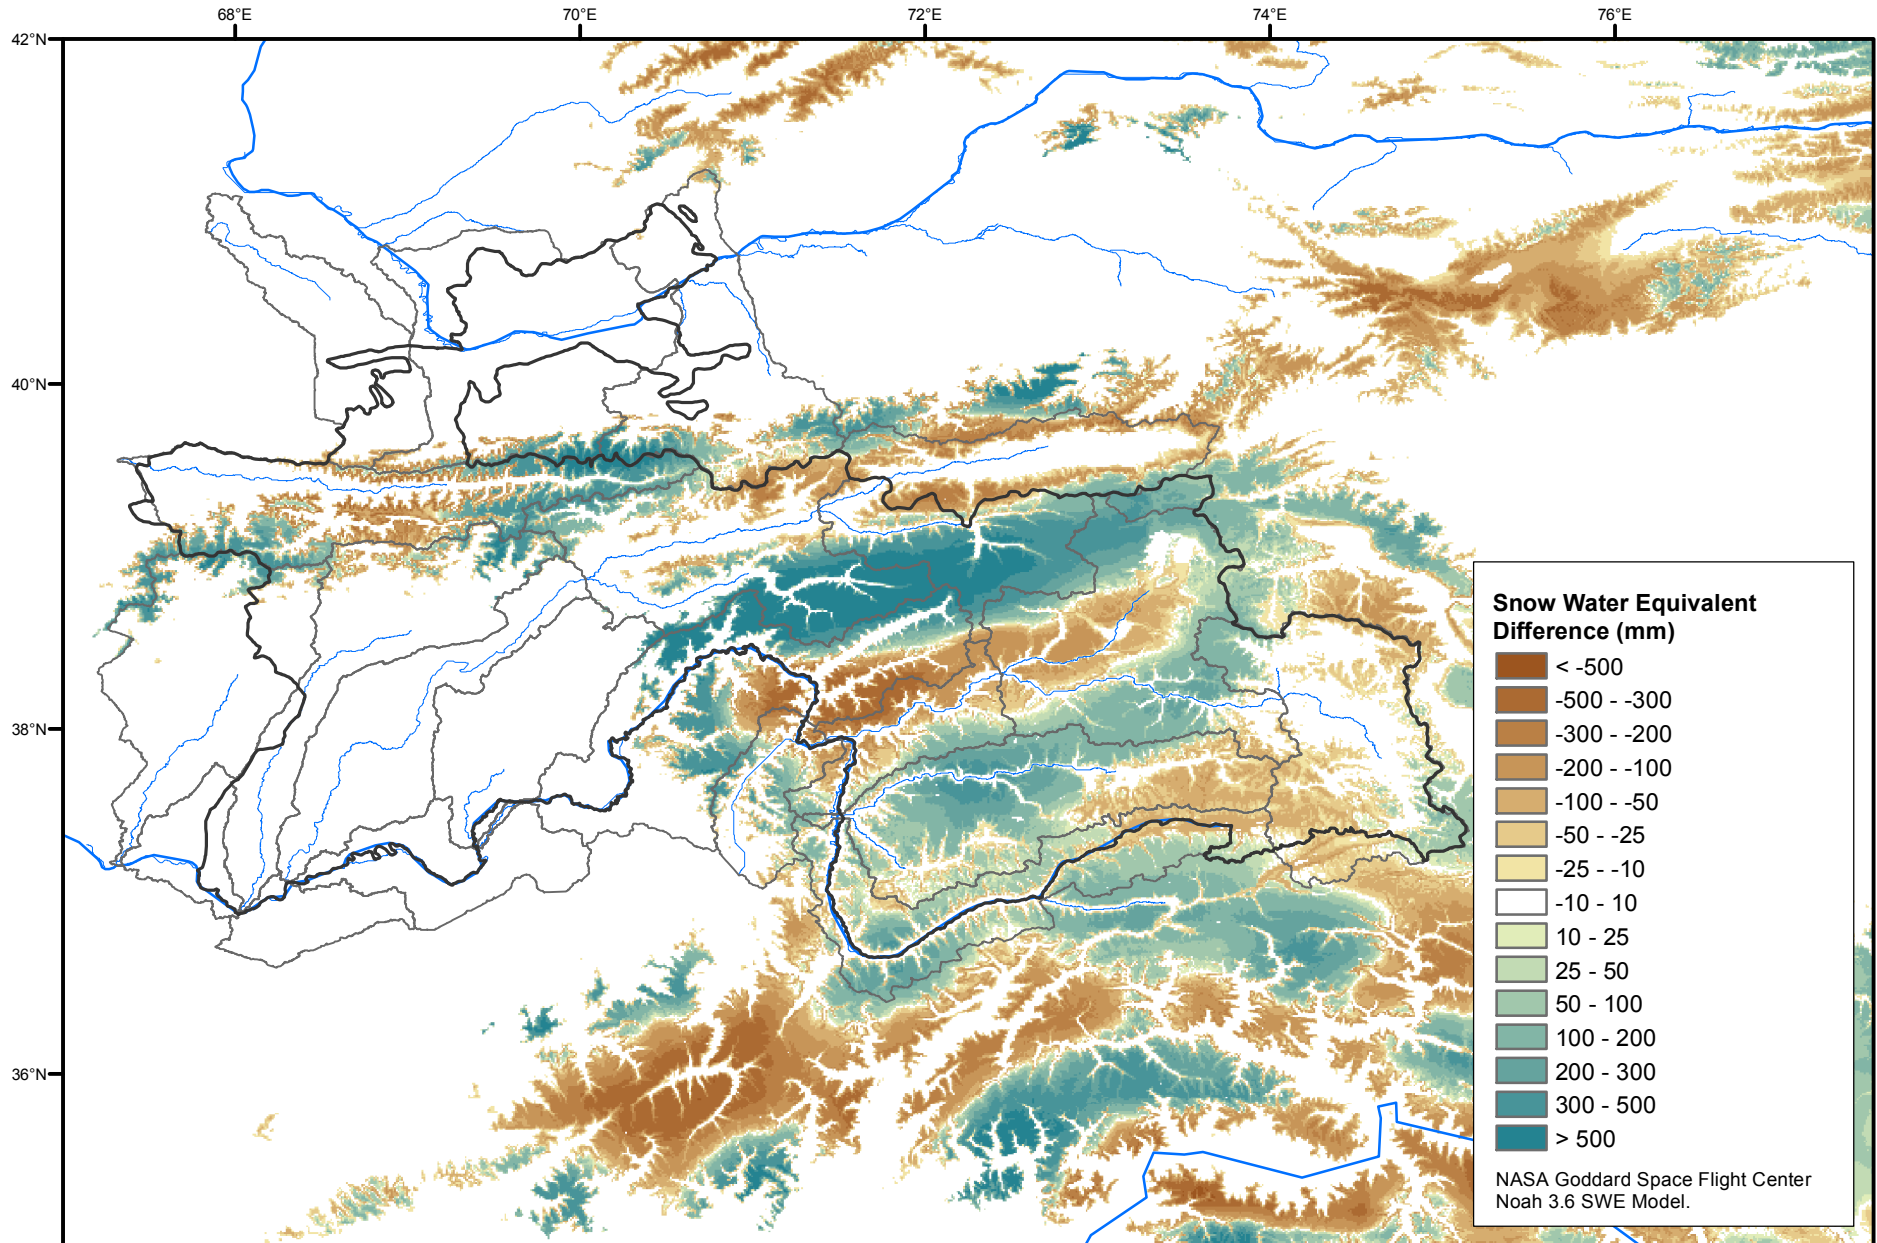 68°E
70°E
72°E
74°E
76°E
42°N
40°N
38°N
36°N
Snow Water Equivalent
Difference (mm)
< -500
-500 - -300
-300 - -200
-200 - -100
-100 - -50
-50 - -25
-25 - -10
-10 - 10
10 - 25
25 - 50
50 - 100
100 - 200
200 - 300
300 - 500
> 500
NASA Goddard Space Flight Center
Noah 3.6 SWE Model.